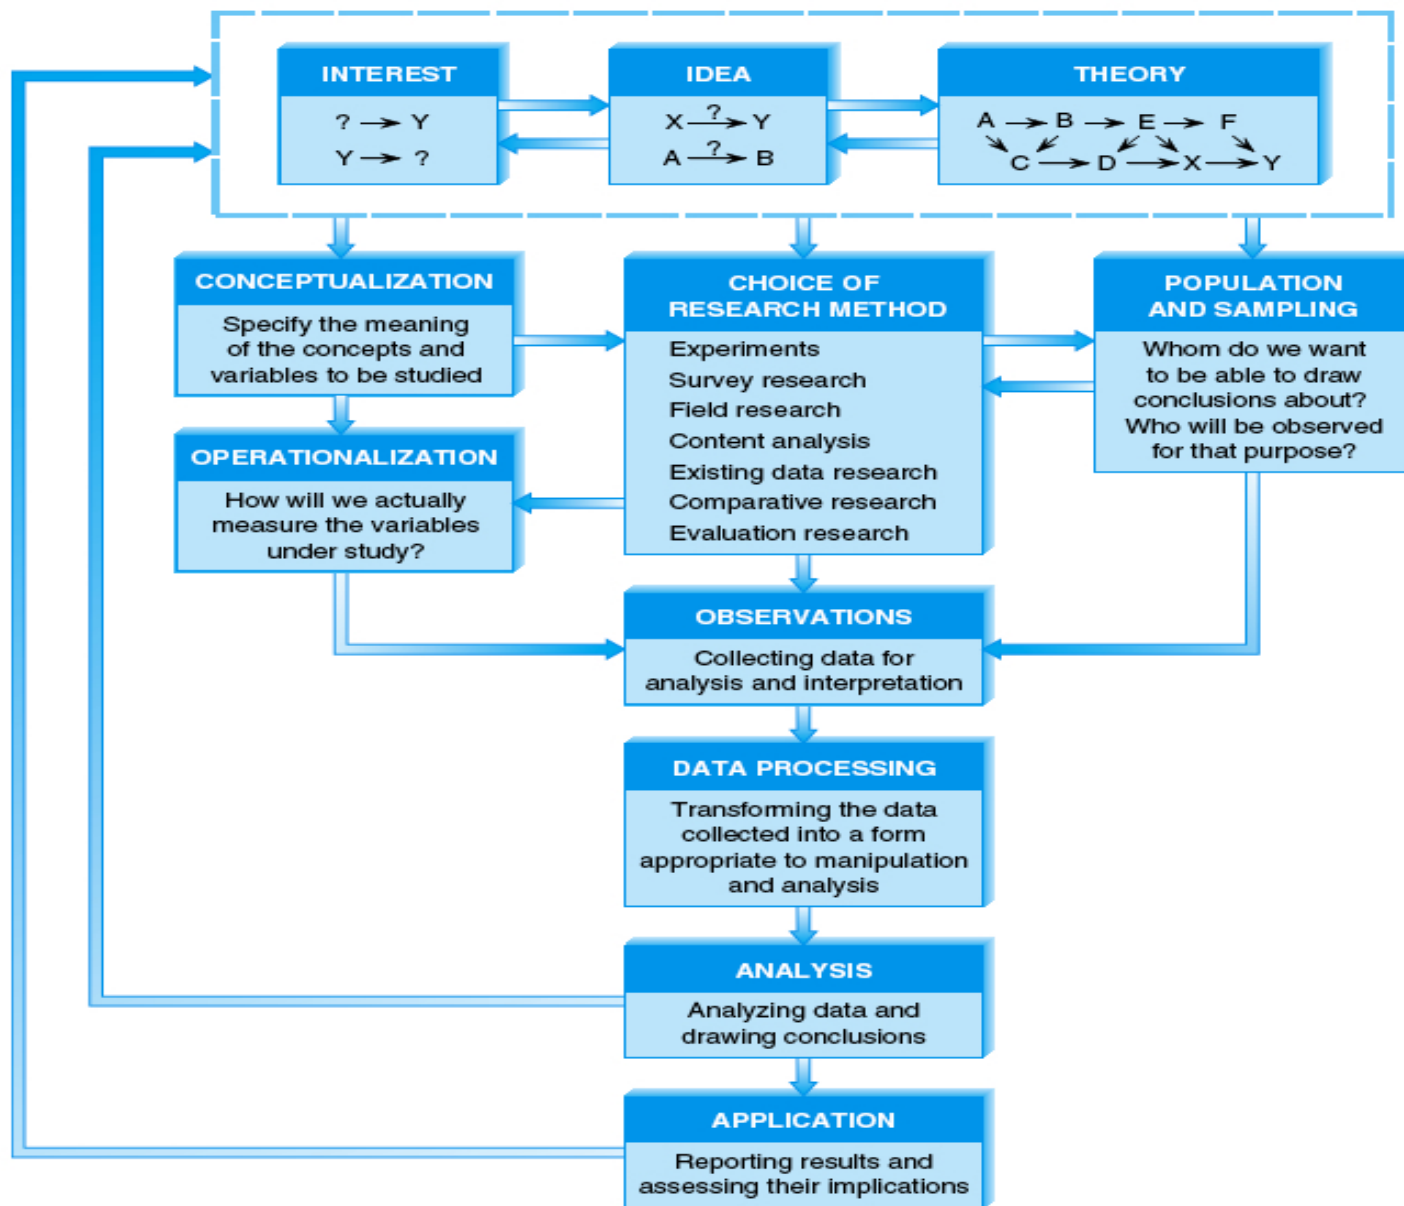 INTEREST
? → Y
Y → ?
IDEA
X —?→ Y
A —?→ B
THEORY
A → B → E → F
C → D → X → Y
CONCEPTUALIZATION
Specify the meaning
of the concepts and
variables to be studied
OPERATIONALIZATION
How will we actually
measure the variables
under study?
CHOICE OF
RESEARCH METHOD
Experiments
Survey research
Field research
Content analysis
Existing data research
Comparative research
Evaluation research
POPULATION
AND SAMPLING
Whom do we want
to be able to draw
conclusions about?
Who will be observed
for that purpose?
OBSERVATIONS
Collecting data for
analysis and interpretation
DATA PROCESSING
Transforming the data
collected into a form
appropriate to manipulation
and analysis
ANALYSIS
Analyzing data and
drawing conclusions
APPLICATION
Reporting results and
assessing their implications